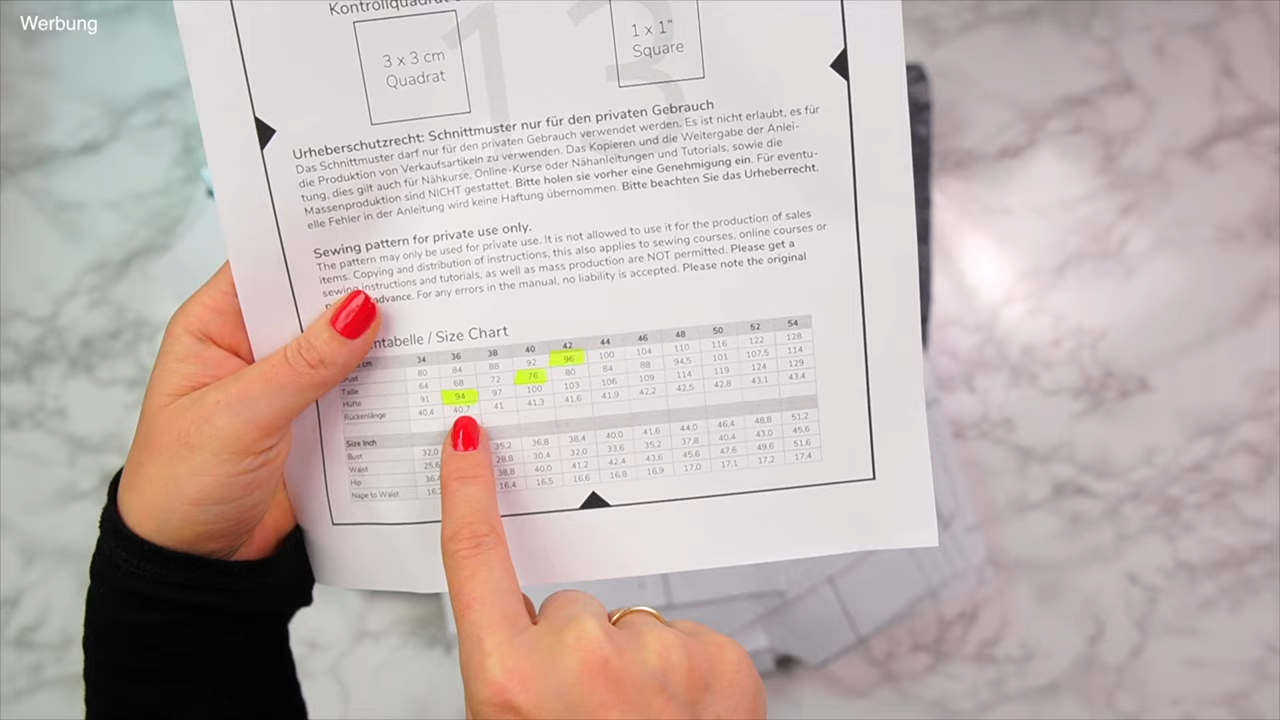 Werbung
Kontrollquadrat
13
3 x 3 cm
Quadrat
1 x 1"
Square
Urheberschutzrecht: Schnittmuster nur für den privaten Gebrauch
Das Schnittmuster darf nur für den privaten Gebrauch verwendet werden. Es ist nicht erlaubt, es für
die Produktion von Verkaufsartikeln zu verwenden. Das Kopieren und die Weitergabe der Anlei-
tung, dies gilt auch für Nähkurse, Online-Kurse oder Nähanleitungen und Tutorials, sowie die
Massenproduktion sind NICHT gestattet. Bitte holen sie vorher eine Genehmigung ein. Für eventu-
elle Fehler in der Anleitung wird keine Haftung übernommen. Bitte beachten Sie das Urheberrecht.
Sewing pattern for private use only.
The pattern may only be used for private use. It is not allowed to use it for the production of sales
items. Copying and distribution of instructions, this also applies to sewing courses, online courses or
sewing instructions and tutorials, as well as mass production are NOT permitted. Please get a
advance. For any errors in the manual, no liability is accepted. Please note the original
ntabelle / Size Chart
cm 34 36 38 40 42 44 46 48 50 52 54
80 84 88 92 96 100 104 110 116 122 128
Taille 64 68 72 76 80 84 88 94,5 101 107,5 114
Hüfte 91 94 97 100 103 106 109 114 119 124 129
Rückenlänge 40,4 40,7 41 41,3 41,6 41,9 42,2 42,5 42,8 43,1 43,4
Size Inch
Bust 32,0 35,2 36,8 38,4 40,0 41,6 44,0 46,4 48,8 51,2
Waist 25,6 28,8 30,4 32,0 33,6 35,2 37,8 40,4 43,0 45,6
Hip 36,4 38,8 40,0 41,2 42,4 43,6 45,6 47,6 49,6 51,6
Nape to Waist 16,4 16,5 16,6 16,8 16,9 17,0 17,1 17,2 17,4